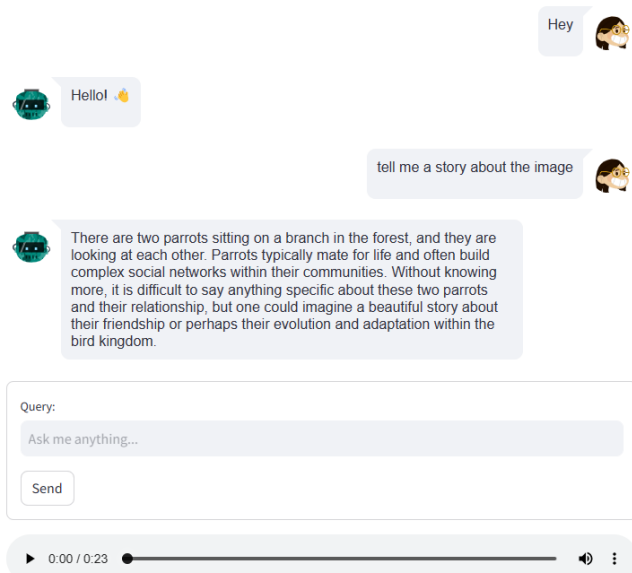 Hey
Hello! 👋
tell me a story about the image
There are two parrots sitting on a branch in the forest, and they are
looking at each other. Parrots typically mate for life and often build
complex social networks within their communities. Without knowing
more, it is difficult to say anything specific about these two parrots
and their relationship, but one could imagine a beautiful story about
their friendship or perhaps their evolution and adaptation within the
bird kingdom.
Query:
Ask me anything...
Send
0:00 / 0:23